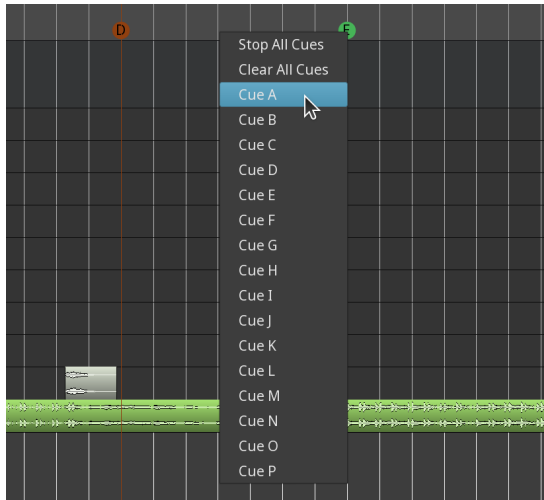 D
E
Stop All Cues
Clear All Cues
Cue A
Cue B
Cue C
Cue D
Cue E
Cue F
Cue G
Cue H
Cue I
Cue J
Cue K
Cue L
Cue M
Cue N
Cue O
Cue P